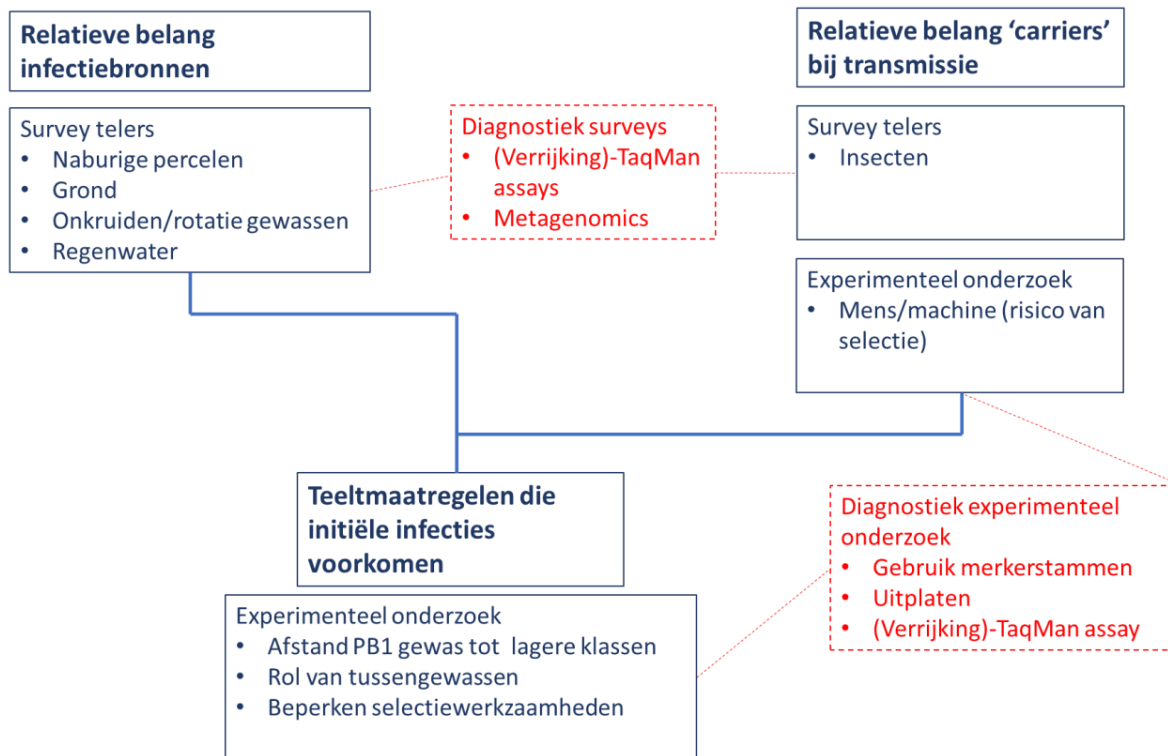 Relatieve belang
infectiebronnen
Survey telers
• Naburige percelen
• Grond
• Onkruiden/rotatie gewassen
• Regenwater
Diagnostiek surveys
• (Verrijking)-TaqMan
assays
• Metagenomics
Relatieve belang ‘carriers’
bij transmissie
Survey telers
• Insecten
Experimenteel onderzoek
• Mens/machine (risico van
selectie)
Teeltmaatregelen die
initiële infecties
voorkomen
Experimenteel onderzoek
• Afstand PB1 gewas tot lagere klassen
• Rol van tussengewassen
• Beperken selectiewerkzaamheden
Diagnostiek experimenteel
onderzoek
• Gebruik merkerstammen
• Uitplaten
• (Verrijking)-TaqMan assay